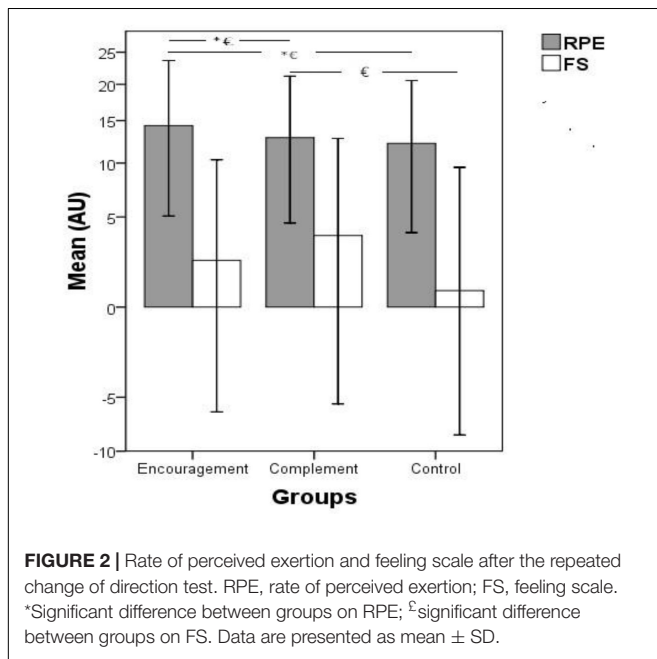 *€
*€
€
RPE
FS
25
20
15
10
5
0
-5
-10
Mean (AU)
Encouragement Complement Control
Groups
FIGURE 2 | Rate of perceived exertion and feeling scale after the repeated
change of direction test. RPE, rate of perceived exertion; FS, feeling scale.
*Significant difference between groups on RPE; £significant difference
between groups on FS. Data are presented as mean ± SD.